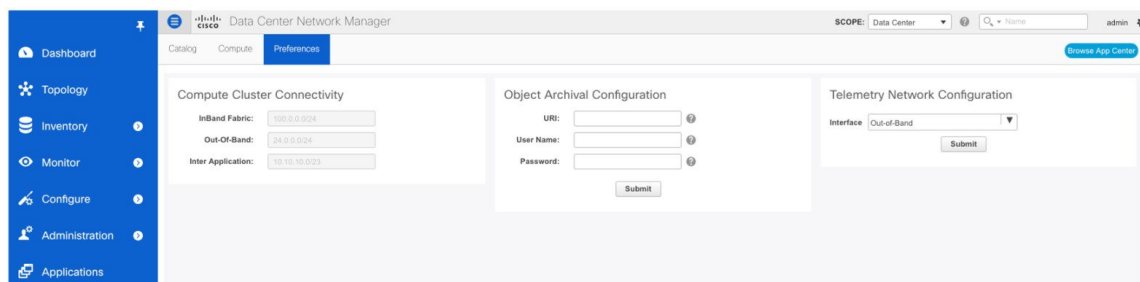 cisco Data Center Network Manager
SCOPE: Data Center Name admin
Dashboard
Topology
Inventory
Monitor
Configure
Administration
Applications
Catalog Compute Preferences
Browse App Center
Compute Cluster Connectivity
InBand Fabric: 100.0.0.0/24
Out-Of-Band: 24.0.0.0/24
Inter Application: 10.10.10.0/23
Object Archival Configuration
URI:
User Name:
Password:
Submit
Telemetry Network Configuration
Interface Out-of-Band
Submit